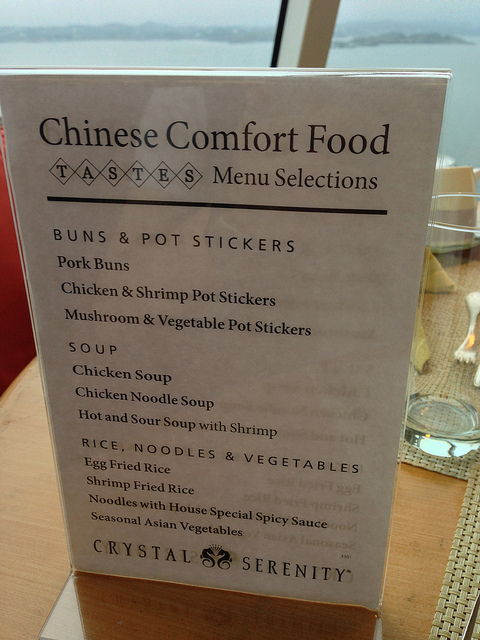 Chinese Comfort Food
TASTES Menu Selections
BUNS & POT STICKERS
Pork Buns
Chicken & Shrimp Pot Stickers
Mushroom & Vegetable Pot Stickers
SOUP
Chicken Soup
Chicken Noodle Soup
Hot and Sour Soup with Shrimp
RICE, NOODLES & VEGETABLES
Egg Fried Rice
Shrimp Fried Rice
Noodles with House Special Spicy Sauce
Seasonal Asian Vegetables
CRYSTAL SERENITY